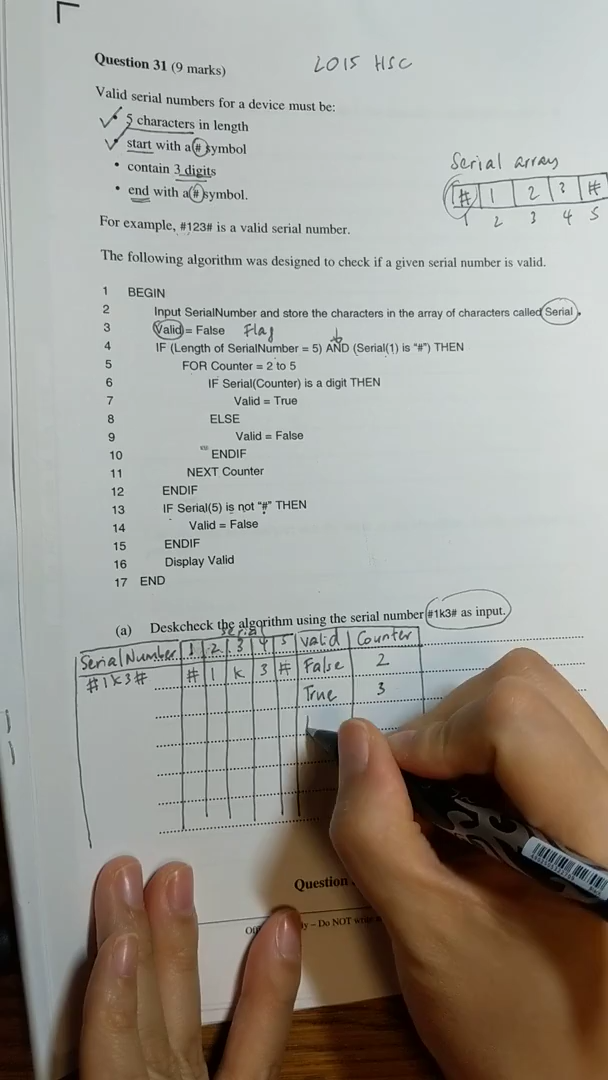 Question 31 (9 marks)
2015 HSC
Valid serial numbers for a device must be:
• 5 characters in length
• start with a # symbol
• contain 3 digits
• end with a # symbol.
Serial array
# 1 2 3 #
1 2 3 4 5
For example, #123# is a valid serial number.
The following algorithm was designed to check if a given serial number is valid.
1 BEGIN
2 Input SerialNumber and store the characters in the array of characters called Serial.
3 Valid = False Flag
4 IF (Length of SerialNumber = 5) AND (Serial(1) is "#") THEN
5 FOR Counter = 2 to 5
6 IF Serial(Counter) is a digit THEN
7 Valid = True
8 ELSE
9 Valid = False
10 ENDIF
11 NEXT Counter
12 ENDIF
13 IF Serial(5) is not "#" THEN
14 Valid = False
15 ENDIF
16 Display Valid
17 END
(a) Deskcheck the algorithm using the serial number #1k3# as input.
Serial
SerialNumber 1 2 3 4 5 Valid Counter
#1k3# # 1 k 3 # False 2
True 3
Question
– Do NOT write